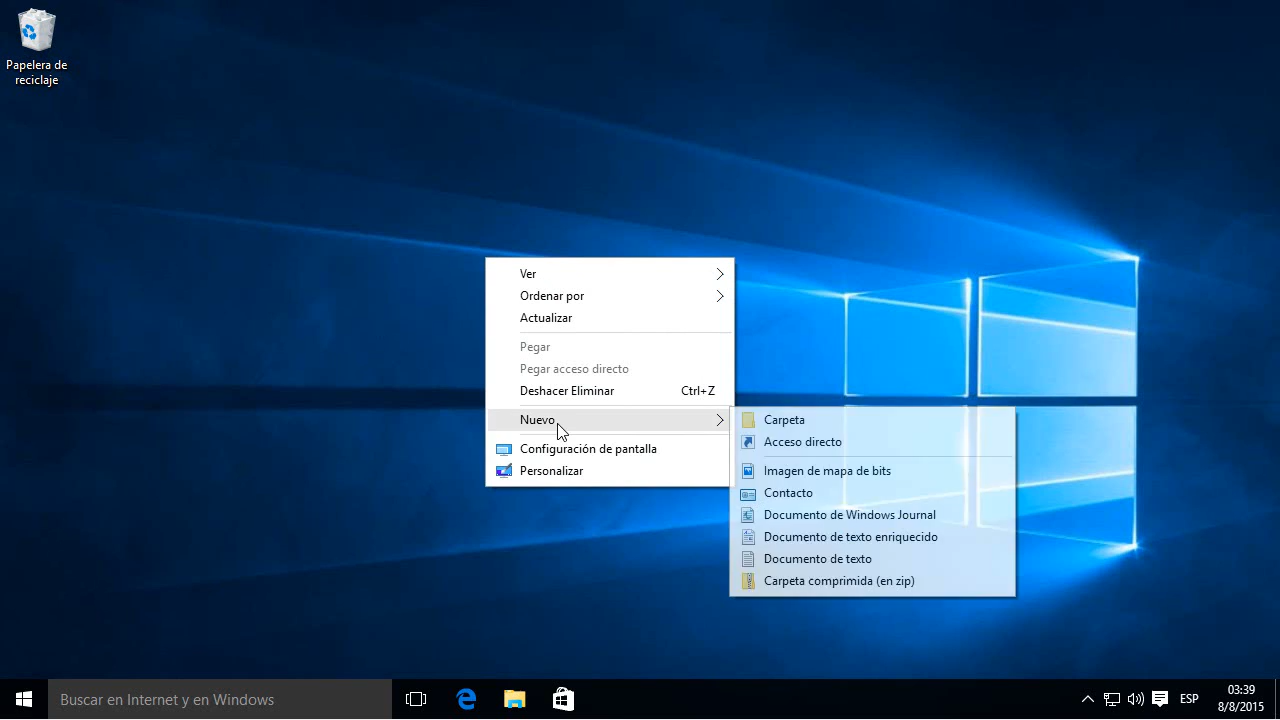 Papelera de
reciclaje
Ver
Ordenar por
Actualizar
Pegar
Pegar acceso directo
Deshacer Eliminar Ctrl+Z
Nuevo
Configuración de pantalla
Personalizar
Carpeta
Acceso directo
Imagen de mapa de bits
Contacto
Documento de Windows Journal
Documento de texto enriquecido
Documento de texto
Carpeta comprimida (en zip)
Buscar en Internet y en Windows
ESP
03:39
8/8/2015